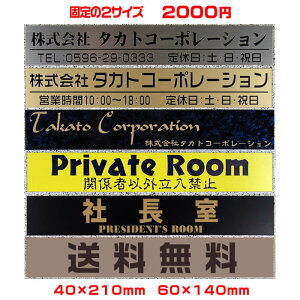 固定の2サイズ　2000円
株式会社 タカトコーポレーション
TEL.0596-29-0333　定休日:土・日・祝日
株式会社 タカトコーポレーション
営業時間10:00~18:00　定休日:土・日・祝日
Takato Corporation
株式会社タカトコーポレーション
Private Room
関係者以外立入禁止
社長室
PRESIDENT'S ROOM
送料無料
40×210mm　60×140mm